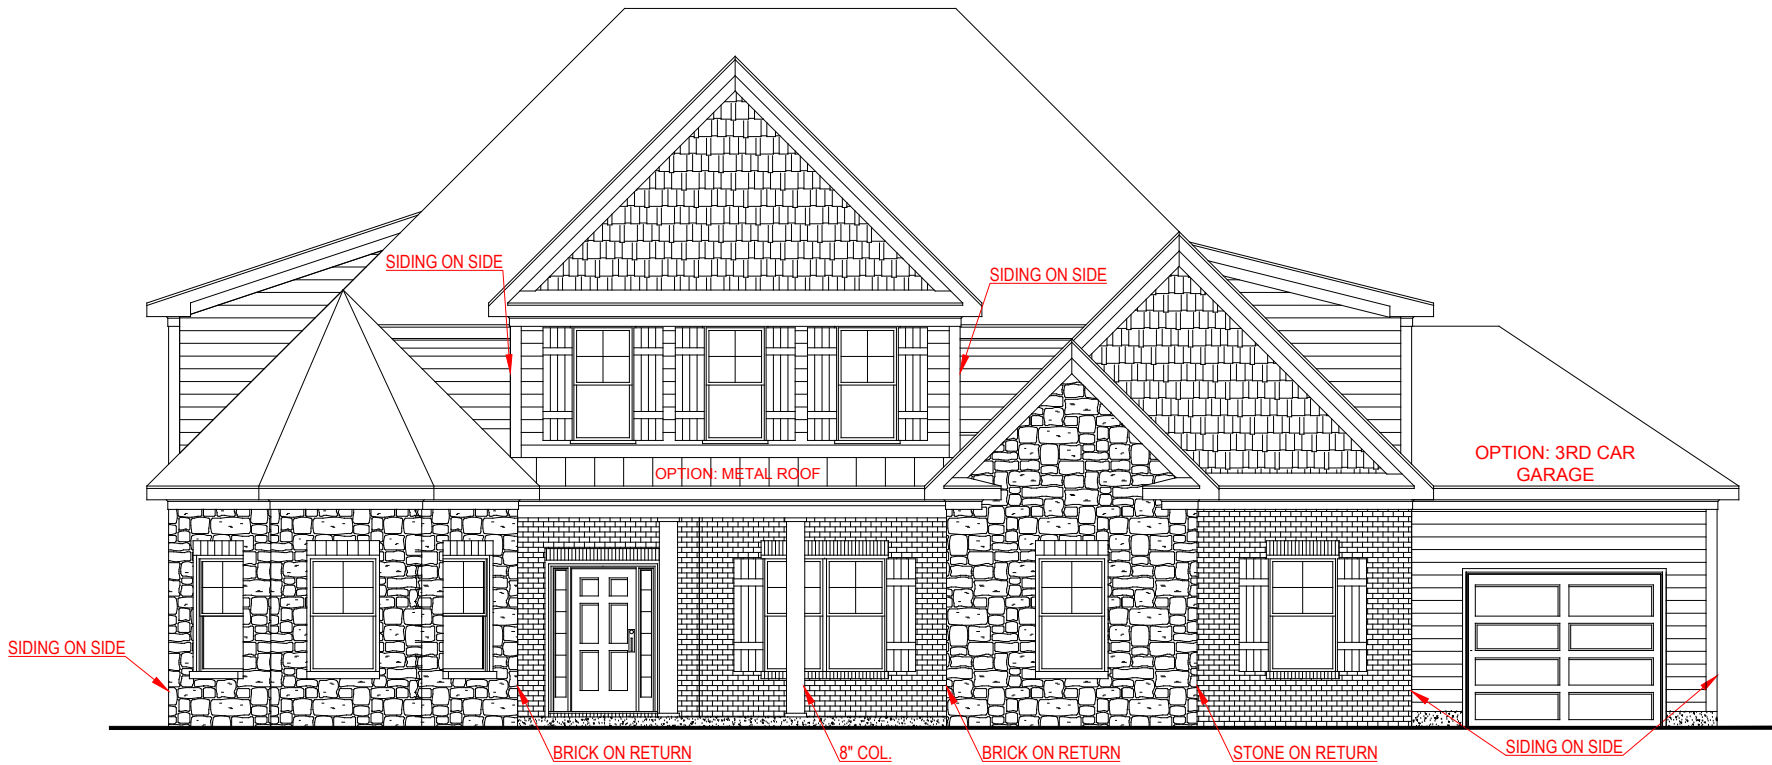 SIDING ON SIDE
SIDING ON SIDE
OPTION: 3RD CAR
GARAGE
OPTION: METAL ROOF
SIDING ON SIDE
BRICK ON RETURN
8" COL.
BRICK ON RETURN
STONE ON RETURN
SIDING ON SIDE